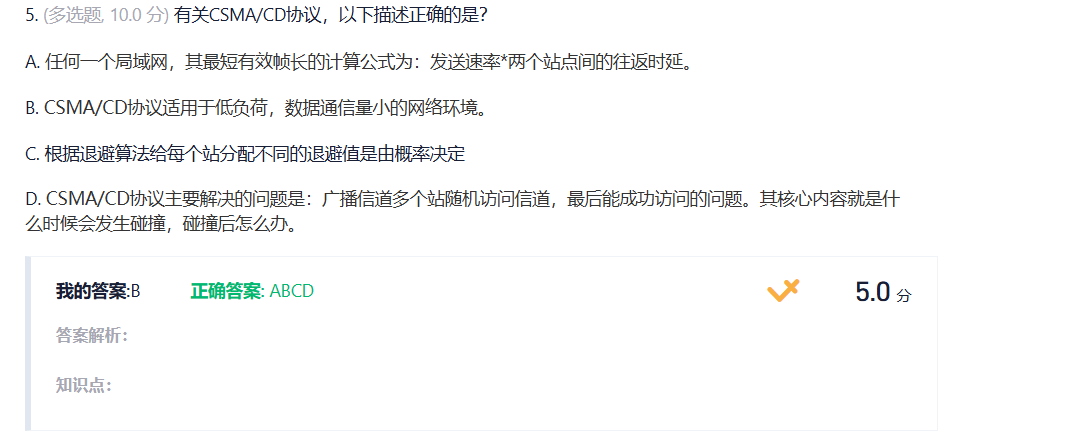 5. (多选题, 10.0 分) 有关CSMA/CD协议，以下描述正确的是？
A. 任何一个局域网，其最短有效帧长的计算公式为：发送速率*两个站点间的往返时延。
B. CSMA/CD协议适用于低负荷，数据通信量小的网络环境。
C. 根据退避算法给每个站分配不同的退避值是由概率决定
D. CSMA/CD协议主要解决的问题是：广播信道多个站随机访问信道，最后能成功访问的问题。其核心内容就是什
么时候会发生碰撞，碰撞后怎么办。
我的答案:B 正确答案: ABCD 5.0 分
答案解析：
知识点：